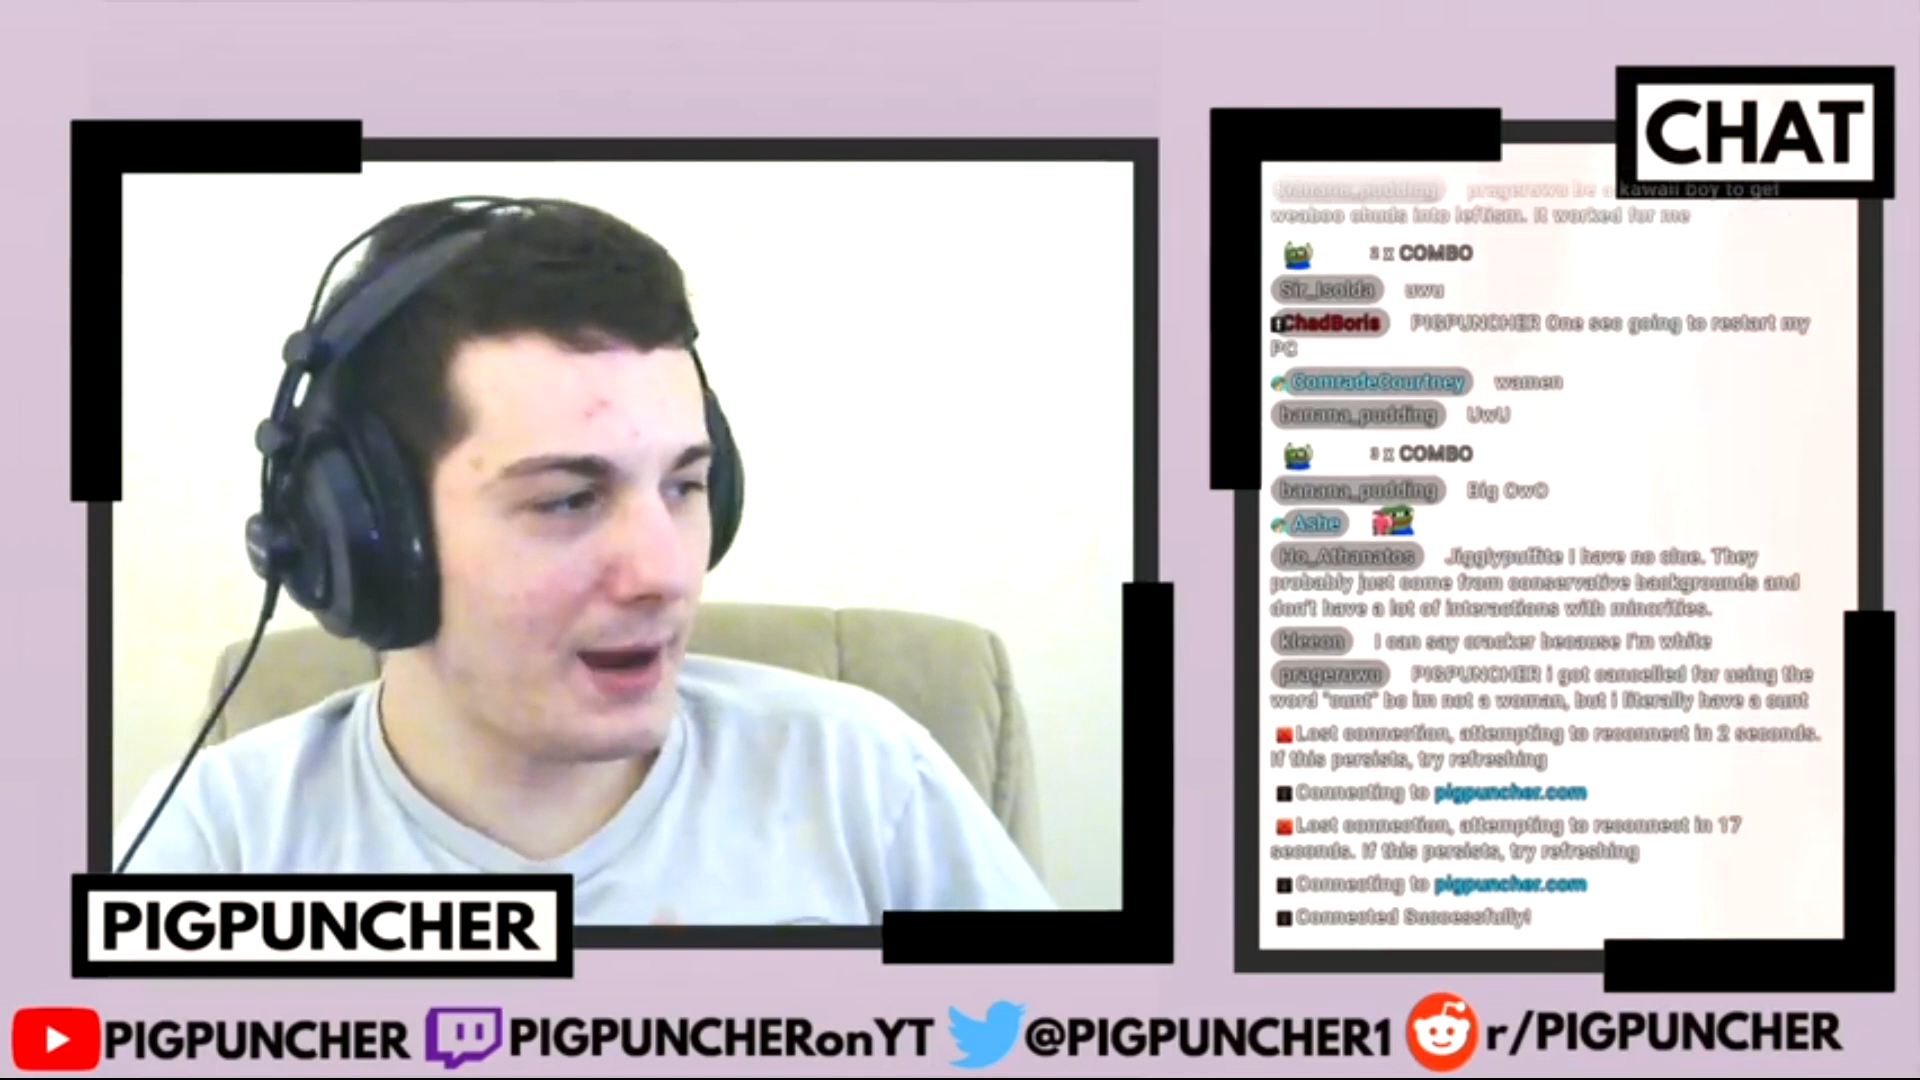 CHAT
banana_pudding prageruwu be a kawaii boy to get
weaboo chuds into leftism. It worked for me
2 x COMBO
Sir_Isolda uwu
ChadBoris PIGPUNCHER One sec going to restart my
PC
ComradeCourtney wamen
banana_pudding UwU
3 x COMBO
banana_pudding Big OwO
Ashe
Ho_Athanatos Jigglypuffite I have no clue. They
probably just come from conservative backgrounds and
don't have a lot of interactions with minorities.
kleeon I can say cracker because I'm white
prageruwu PIGPUNCHER i got cancelled for using the
word "cunt" bc im not a woman, but i literally have a cunt
Lost connection, attempting to reconnect in 2 seconds.
If this persists, try refreshing
Connecting to pigpuncher.com
Lost connection, attempting to reconnect in 17
seconds. If this persists, try refreshing
Connecting to pigpuncher.com
Connected Successfully!
PIGPUNCHER
PIGPUNCHER PIGPUNCHERonYT @PIGPUNCHER1 r/PIGPUNCHER